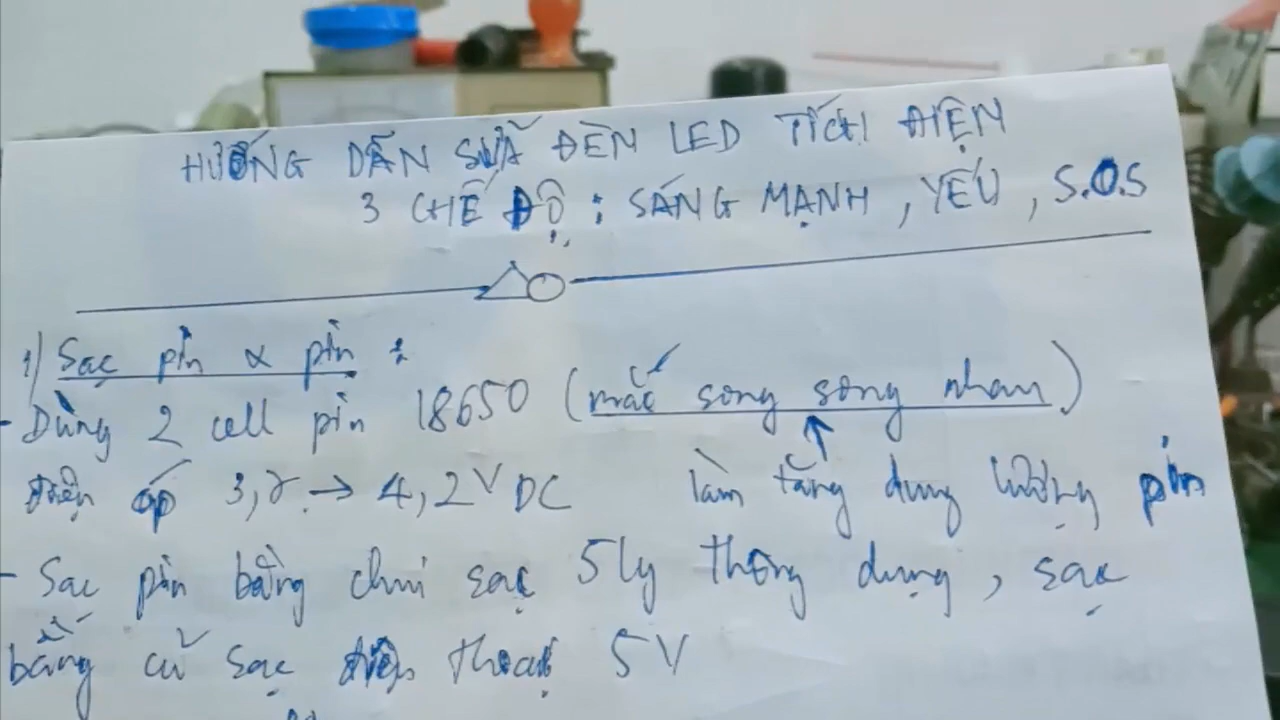 HƯỚNG DẪN SỬA ĐÈN LED TÍCH ĐIỆN
3 CHẾ ĐỘ : SÁNG MẠNH , YẾU , S.O.S
1) Sạc pin & pin :
- Dùng 2 cell pin 18650 (mắc song song nhau)
điện áp 3,7 → 4,2V DC làm tăng dung lượng pin
- Sạc pin bằng chui sạc 5ly thông dụng , sạc
bằng củ sạc điện thoại 5V